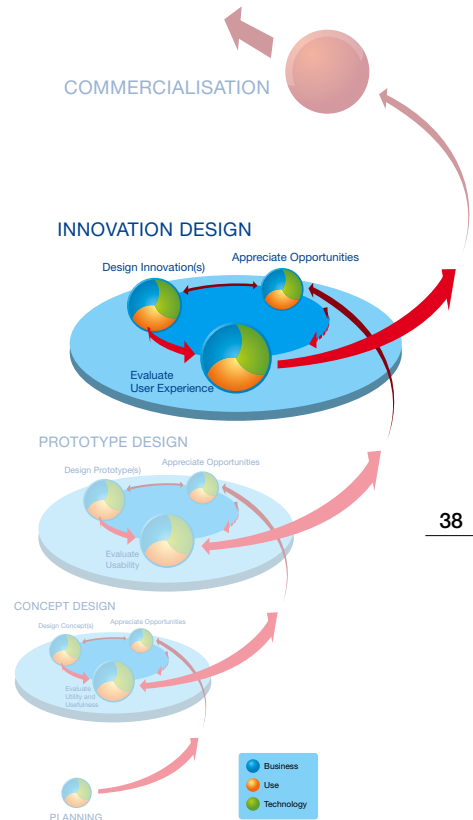 COMMERCIALISATION
INNOVATION DESIGN
Design Innovation(s)
Appreciate Opportunities
Evaluate
User Experience
PROTOTYPE DESIGN
Design Prototype(s)
Appreciate Opportunities
Evaluate
Usability
38
CONCEPT DESIGN
Design Concept(s)
Appreciate Opportunities
Evaluate
Utility and
Usefulness
Business
Use
Technology
PLANNING